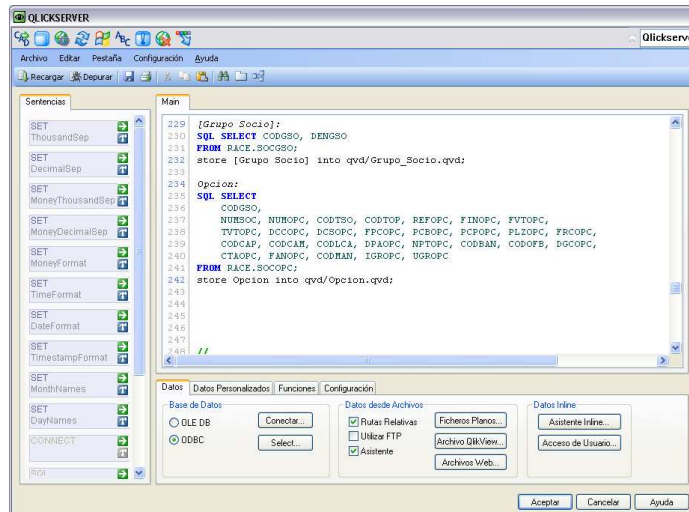 QLICKSERVER
Qlickserve
Archivo Editar Pestaña Configuración Ayuda
Recargar Depurar
Sentencias
SET
ThousandSep
SET
DecimalSep
SET
MoneyThousandSep
SET
MoneyDecimalSep
SET
MoneyFormat
SET
TimeFormat
SET
DateFormat
SET
TimestampFormat
SET
MonthNames
SET
DayNames
CONNECT
SQL
Main
229 [Grupo Socio]:
230 SQL SELECT CODGSO, DENGSO
231 FROM RACE.SOCGSO;
232 store [Grupo Socio] into qvd/Grupo_Socio.qvd;
233
234 Opcion:
235 SQL SELECT
236 CODGSO,
237 NUMSOC, NUMOPC, CODTSO, CODTOP, REFOPC, FINOPC, FVTOPC,
238 TVTOPC, DCCOPC, DCSOPC, FPCOPC, PCBOPC, PCPOPC, PLZOPC, FRCOPC,
239 CODCAP, CODCAM, CODLCA, DPAOPC, NPTOPC, CODBAN, CODOFB, DGCOPC,
240 CTAOPC, FANOPC, CODMAN, IGROPC, UGROPC
241 FROM RACE.SOCOPC;
242 store Opcion into qvd/Opcion.qvd;
243
244
245
246
247
248 //
Datos Datos Personalizados Funciones Configuración
Base de Datos
OLE DB
ODBC
Conectar...
Select...
Datos desde Archivos
Rutas Relativas
Utilizar FTP
Asistente
Ficheros Planos...
Archivo QlikView...
Archivos Web...
Datos Inline
Asistente Inline...
Acceso de Usuario...
Aceptar Cancelar Ayuda